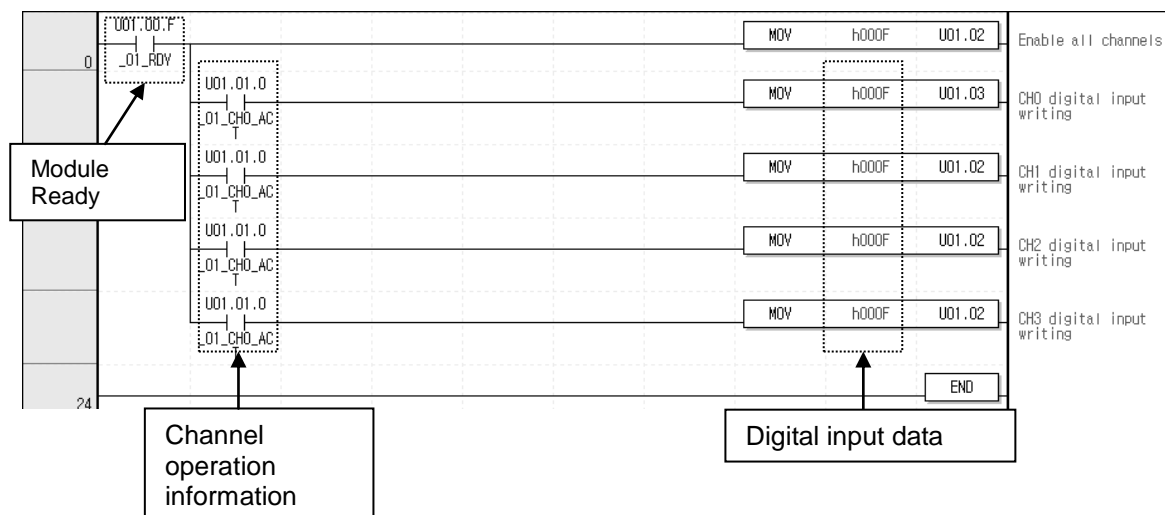 U01.00.F
_01_RDY
MOV h000F U01.02
Enable all channels
0
U01.01.0
_01_CH0_AC
T
MOV h000F U01.03
CH0 digital input
writing
Module
Ready
U01.01.0
_01_CH0_AC
T
MOV h000F U01.02
CH1 digital input
writing
U01.01.0
_01_CH0_AC
T
MOV h000F U01.02
CH2 digital input
writing
U01.01.0
_01_CH0_AC
T
MOV h000F U01.02
CH3 digital input
writing
END
24
Channel
operation
information
Digital input data